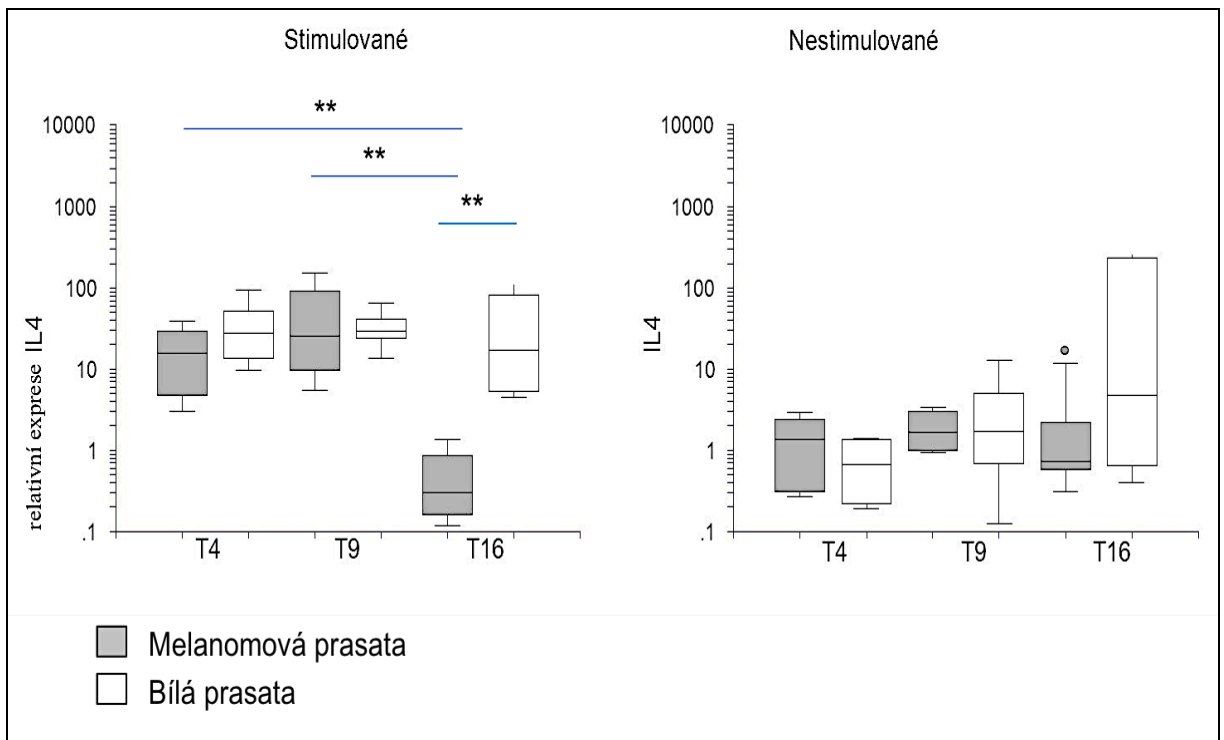 Stimulované
**
**
**
10000
1000
100
10
1
.1
relativní exprese IL4
T4 T9 T16
Nestimulované
10000
1000
100
10
1
.1
IL4
T4 T9 T16
Melanomová prasata
Bílá prasata